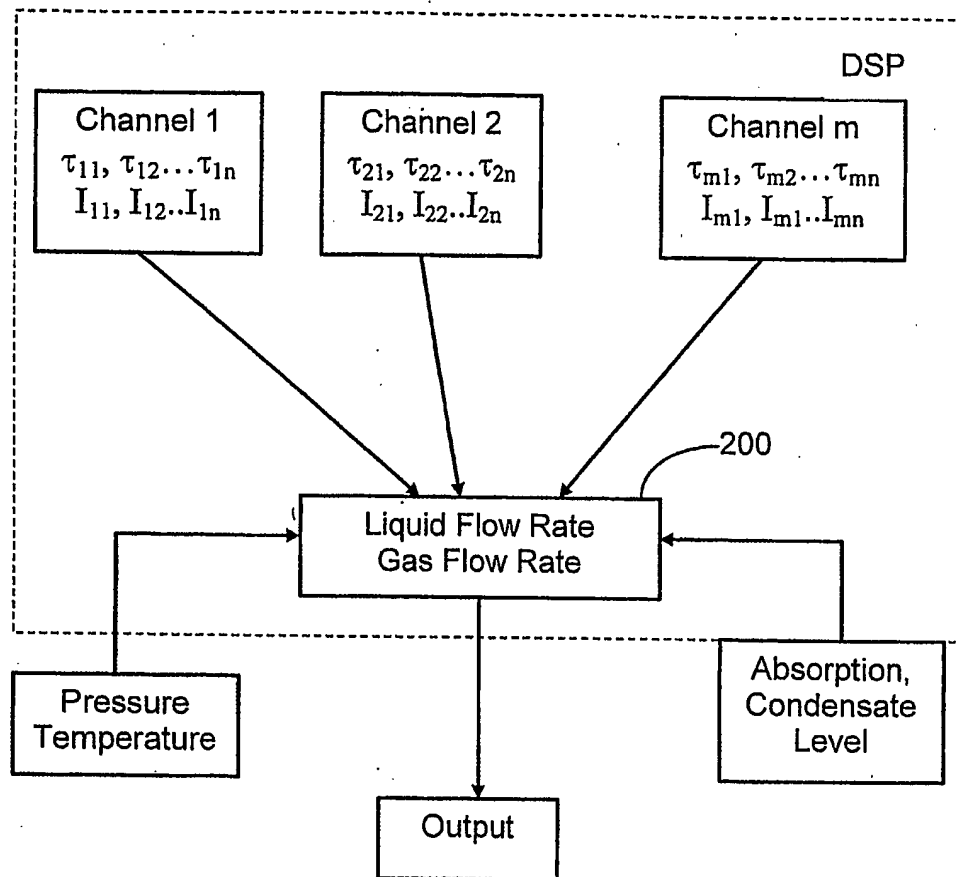 DSP
Channel 1
τ11, τ12...τ1n
I11, I12..I1n
Channel 2
τ21, τ22...τ2n
I21, I22..I2n
Channel m
τm1, τm2...τmn
Im1, Im1..Imn
200
Liquid Flow Rate
Gas Flow Rate
Pressure
Temperature
Absorption,
Condensate
Level
Output